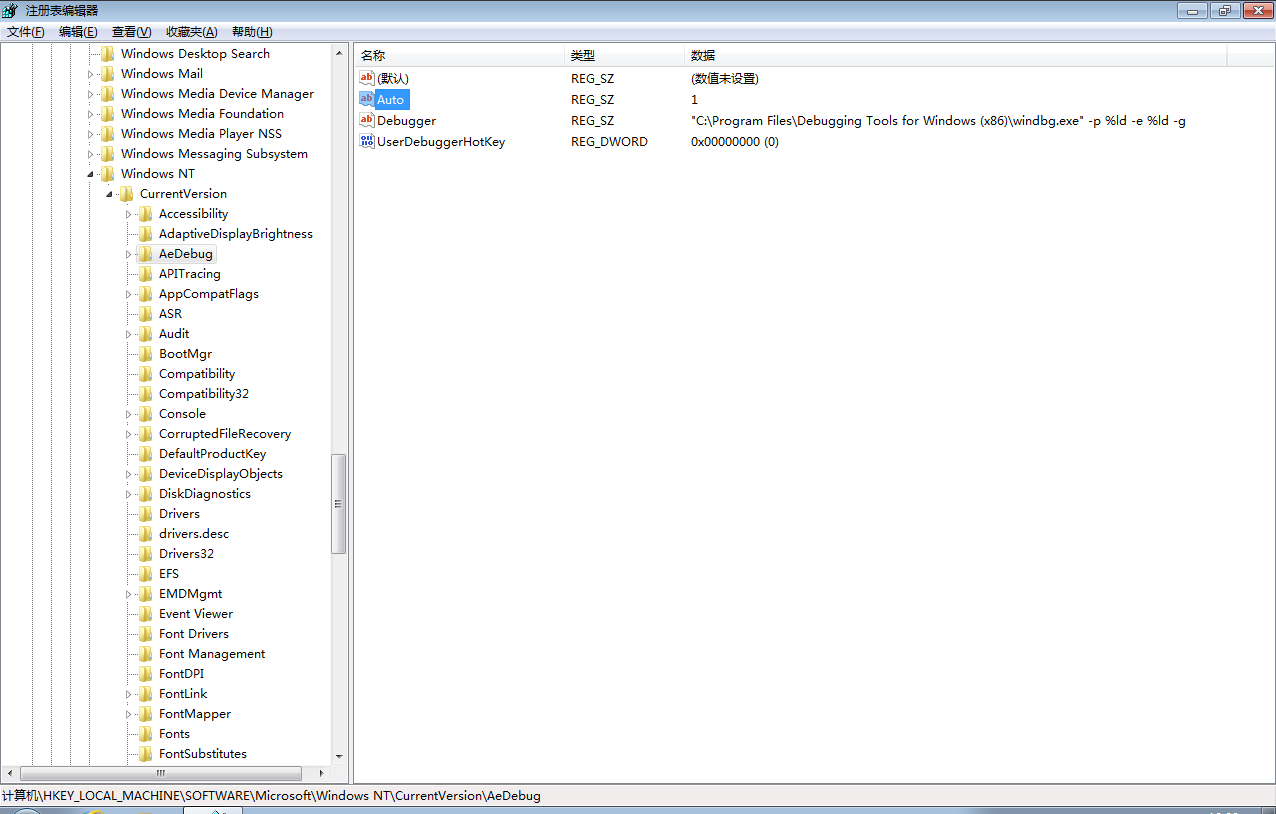 注册表编辑器
文件(F) 编辑(E) 查看(V) 收藏夹(A) 帮助(H)
Windows Desktop Search
Windows Mail
Windows Media Device Manager
Windows Media Foundation
Windows Media Player NSS
Windows Messaging Subsystem
Windows NT
CurrentVersion
Accessibility
AdaptiveDisplayBrightness
AeDebug
APITracing
AppCompatFlags
ASR
Audit
BootMgr
Compatibility
Compatibility32
Console
CorruptedFileRecovery
DefaultProductKey
DeviceDisplayObjects
DiskDiagnostics
Drivers
drivers.desc
Drivers32
EFS
EMDMgmt
Event Viewer
Font Drivers
Font Management
FontDPI
FontLink
FontMapper
Fonts
FontSubstitutes
名称 类型 数据
(默认) REG_SZ (数值未设置)
Auto REG_SZ 1
Debugger REG_SZ "C:\Program Files\Debugging Tools for Windows (x86)\windbg.exe" -p %ld -e %ld -g
UserDebuggerHotKey REG_DWORD 0x00000000 (0)
计算机\HKEY_LOCAL_MACHINE\SOFTWARE\Microsoft\Windows NT\CurrentVersion\AeDebug